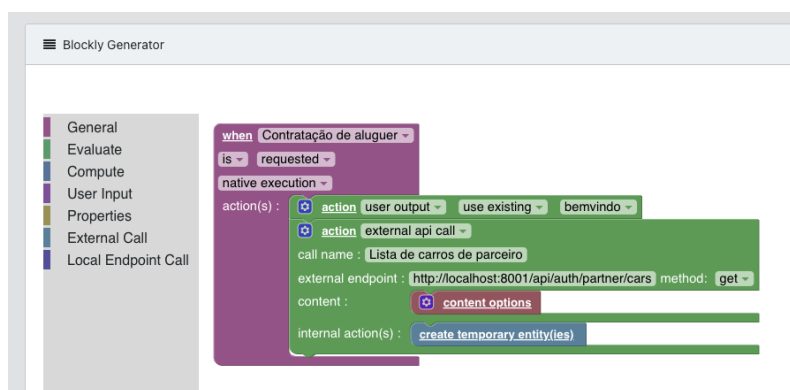 Blockly Generator
General
Evaluate
Compute
User Input
Properties
External Call
Local Endpoint Call
when Contratação de aluguer
is requested
native execution
action(s) : action user output use existing bemvindo
action external api call
call name : Lista de carros de parceiro
external endpoint : http://localhost:8001/api/auth/partner/cars method: get
content : content options
internal action(s) : create temporary entity(ies)